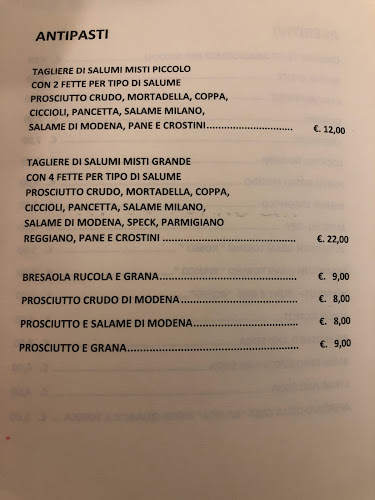 ANTIPASTI
TAGLIERE DI SALUMI MISTI PICCOLO
CON 2 FETTE PER TIPO DI SALUME
PROSCIUTTO CRUDO, MORTADELLA, COPPA,
CICCIOLI, PANCETTA, SALAME MILANO,
SALAME DI MODENA, PANE E CROSTINI........................... €. 12,00
TAGLIERE DI SALUMI MISTI GRANDE
CON 4 FETTE PER TIPO DI SALUME
PROSCIUTTO CRUDO, MORTADELLA, COPPA,
CICCIOLI, PANCETTA, SALAME MILANO,
SALAME DI MODENA, SPECK, PARMIGIANO
REGGIANO, PANE E CROSTINI ......................................... €. 22,00
BRESAOLA RUCOLA E GRANA.......................................... €. 9,00
PROSCIUTTO CRUDO DI MODENA.................................... €. 8,00
PROSCIUTTO E SALAME DI MODENA................................ €. 8,00
PROSCIUTTO E GRANA.................................................... €. 9,00